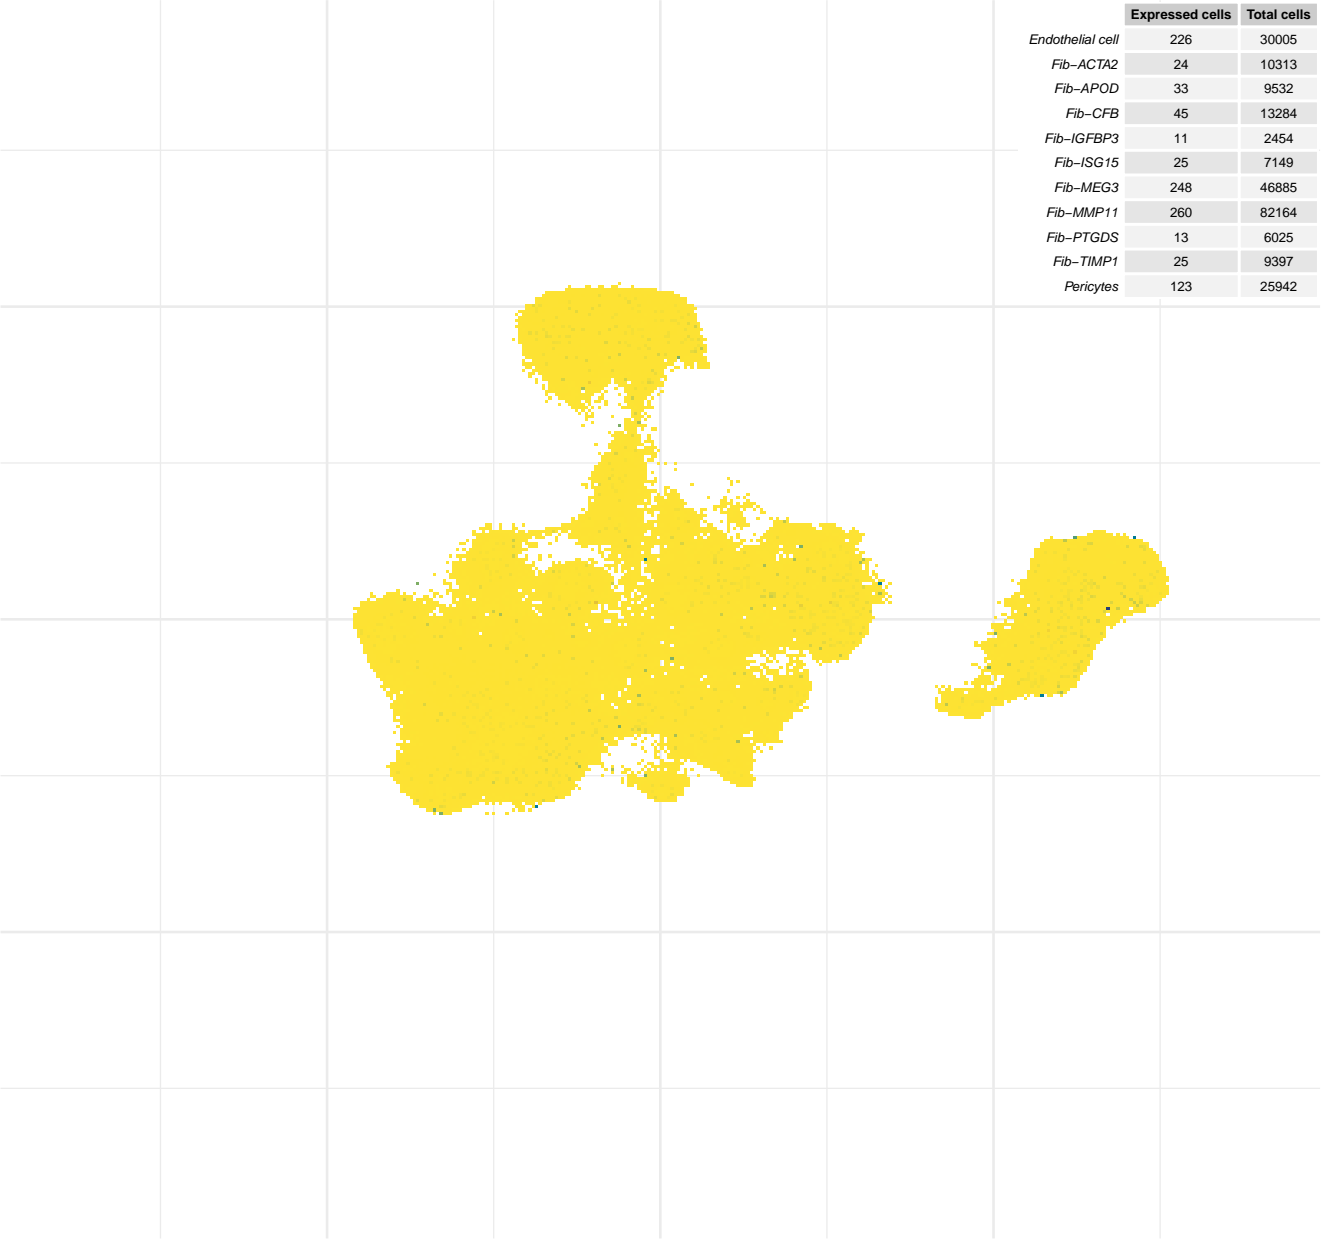 Expressed cells Total cells
Endothelial cell 226 30005
Fib−ACTA2 24 10313
Fib−APOD 33 9532
Fib−CFB 45 13284
Fib−IGFBP3 11 2454
Fib−ISG15 25 7149
Fib−MEG3 248 46885
Fib−MMP11 260 82164
Fib−PTGDS 13 6025
Fib−TIMP1 25 9397
Pericytes 123 25942